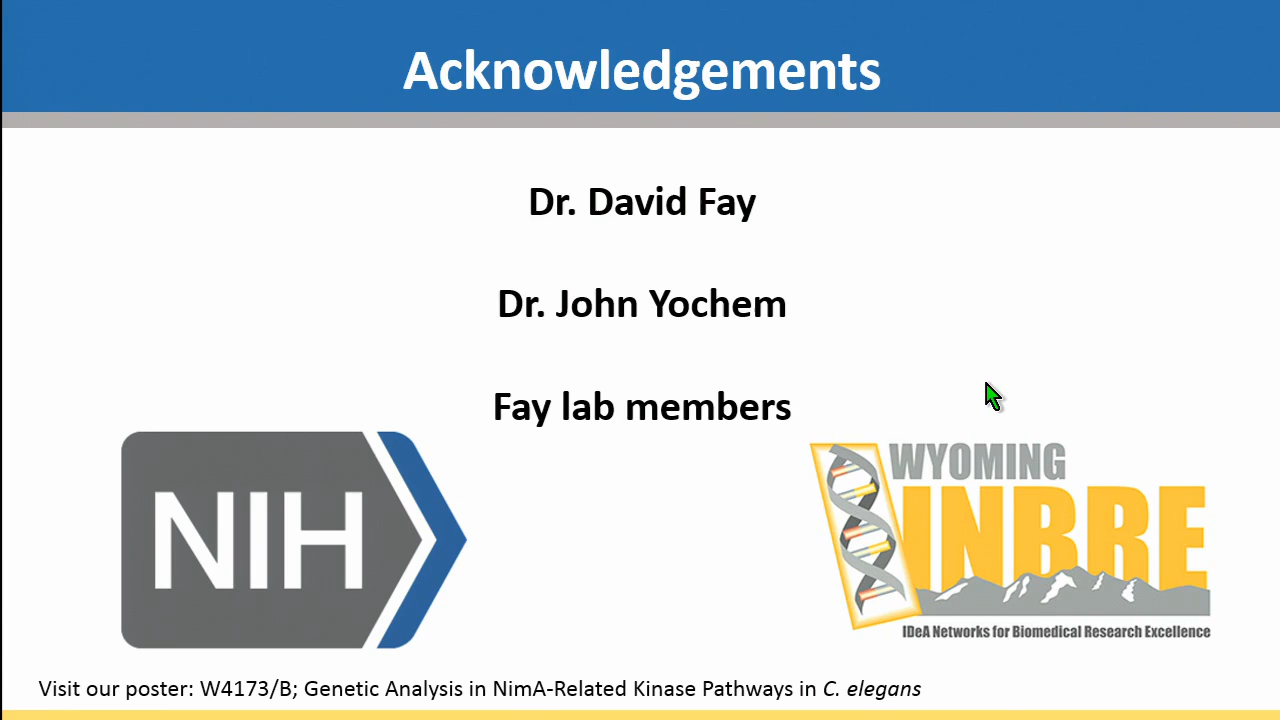 Acknowledgements
Dr. David Fay
Dr. John Yochem
Fay lab members
NIH
WYOMING
INBRE
IDeA Networks for Biomedical Research Excellence
Visit our poster: W4173/B; Genetic Analysis in NimA-Related Kinase Pathways in C. elegans